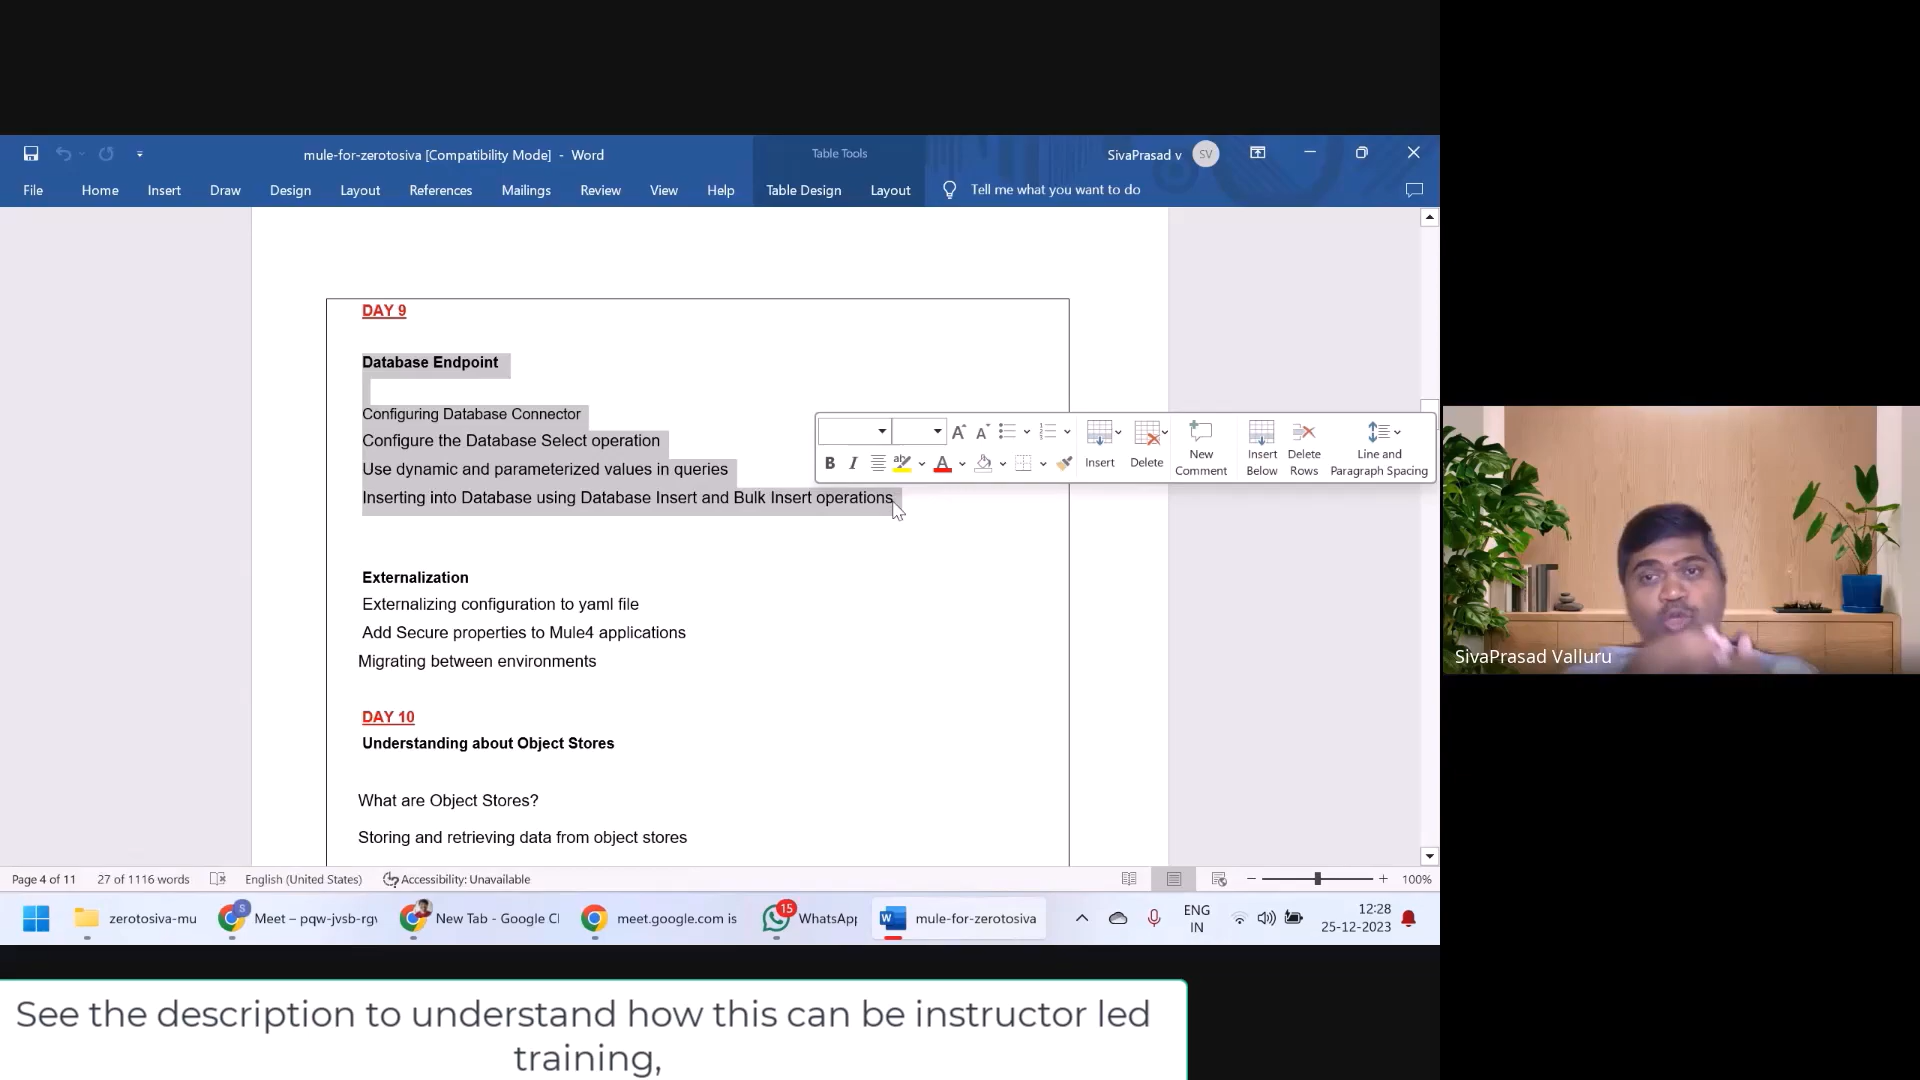 mule-for-zerotosiva [Compatibility Mode] - Word
Table Tools
SivaPrasad v
SV
File
Home
Insert
Draw
Design
Layout
References
Mailings
Review
View
Help
Table Design
Layout
Tell me what you want to do
DAY 9
Database Endpoint
Configuring Database Connector
Configure the Database Select operation
Use dynamic and parameterized values in queries
Inserting into Database using Database Insert and Bulk Insert operations
Insert
Delete
New
Comment
Insert
Below
Delete
Rows
Line and
Paragraph Spacing
Externalization
Externalizing configuration to yaml file
Add Secure properties to Mule4 applications
Migrating between environments
DAY 10
Understanding about Object Stores
What are Object Stores?
Storing and retrieving data from object stores
SivaPrasad Valluru
Page 4 of 11
27 of 1116 words
English (United States)
Accessibility: Unavailable
100%
zerotosiva-mu
Meet – pqw-jvsb-rgv
New Tab - Google Cl
meet.google.com is
15
WhatsApp
mule-for-zerotosiva
ENG
IN
12:28
25-12-2023
See the description to understand how this can be instructor led
training,